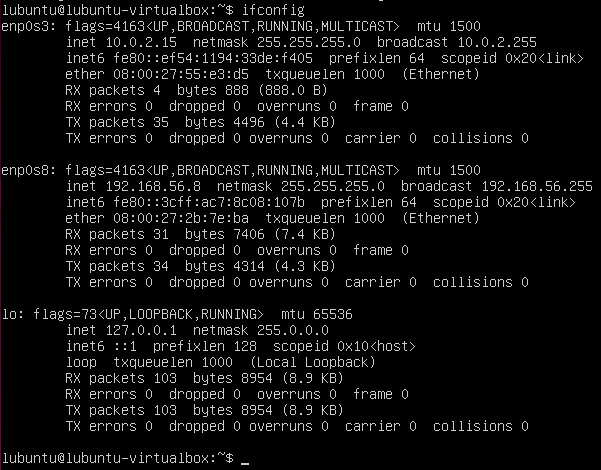 lubuntu@lubuntu-virtualbox:~$ ifconfig
enp0s3: flags=4163<UP,BROADCAST,RUNNING,MULTICAST>  mtu 1500
        inet 10.0.2.15  netmask 255.255.255.0  broadcast 10.0.2.255
        inet6 fe80::ef54:1194:33de:f405  prefixlen 64  scopeid 0x20<link>
        ether 08:00:27:55:e3:d5  txqueuelen 1000  (Ethernet)
        RX packets 4  bytes 888 (888.0 B)
        RX errors 0  dropped 0  overruns 0  frame 0
        TX packets 35  bytes 4496 (4.4 KB)
        TX errors 0  dropped 0 overruns 0  carrier 0  collisions 0

enp0s8: flags=4163<UP,BROADCAST,RUNNING,MULTICAST>  mtu 1500
        inet 192.168.56.8  netmask 255.255.255.0  broadcast 192.168.56.255
        inet6 fe80::3cff:ac7:8c08:107b  prefixlen 64  scopeid 0x20<link>
        ether 08:00:27:2b:7e:ba  txqueuelen 1000  (Ethernet)
        RX packets 31  bytes 7406 (7.4 KB)
        RX errors 0  dropped 0  overruns 0  frame 0
        TX packets 34  bytes 4314 (4.3 KB)
        TX errors 0  dropped 0 overruns 0  carrier 0  collisions 0

lo: flags=73<UP,LOOPBACK,RUNNING>  mtu 65536
        inet 127.0.0.1  netmask 255.0.0.0
        inet6 ::1  prefixlen 128  scopeid 0x10<host>
        loop  txqueuelen 1000  (Local Loopback)
        RX packets 103  bytes 8954 (8.9 KB)
        RX errors 0  dropped 0  overruns 0  frame 0
        TX packets 103  bytes 8954 (8.9 KB)
        TX errors 0  dropped 0 overruns 0  carrier 0  collisions 0

lubuntu@lubuntu-virtualbox:~$ _